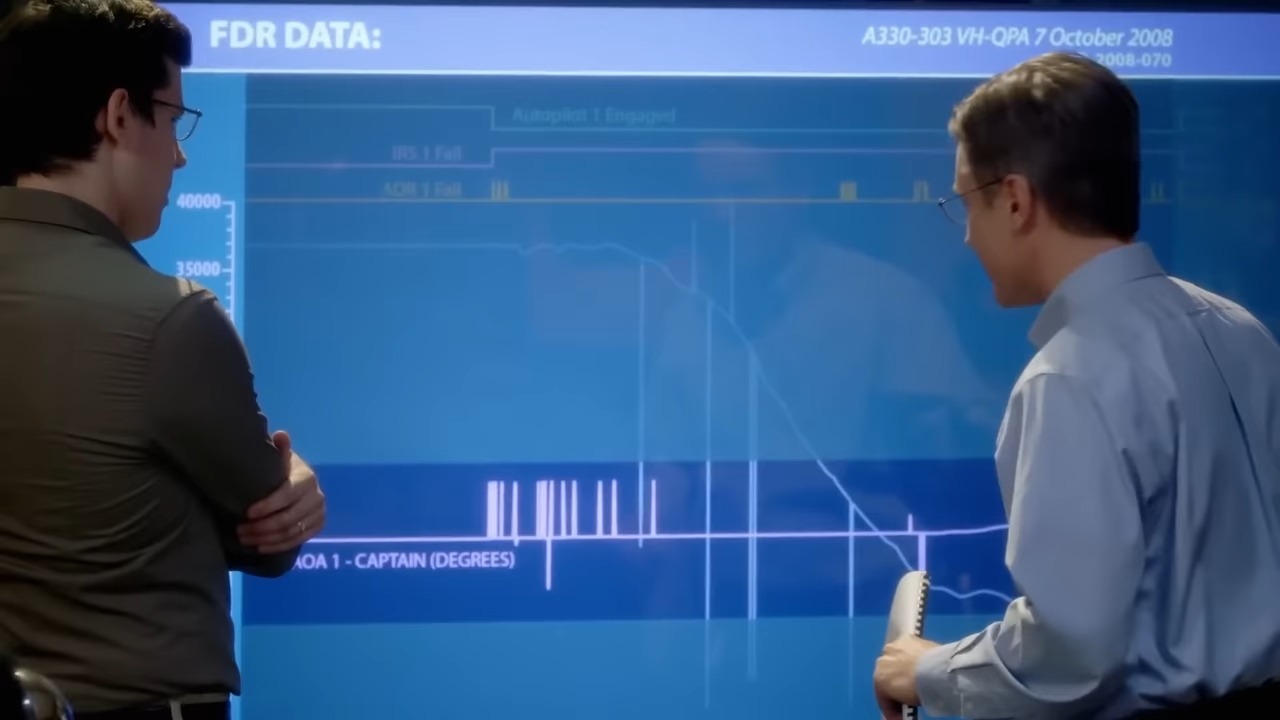 FDR DATA:
A330-303 VH-QPA 7 October 2008
2008-070
Autopilot 1 Engaged
IRS 1 Fail
ADR 1 Fail
40000
35000
AOA 1 - CAPTAIN (DEGREES)